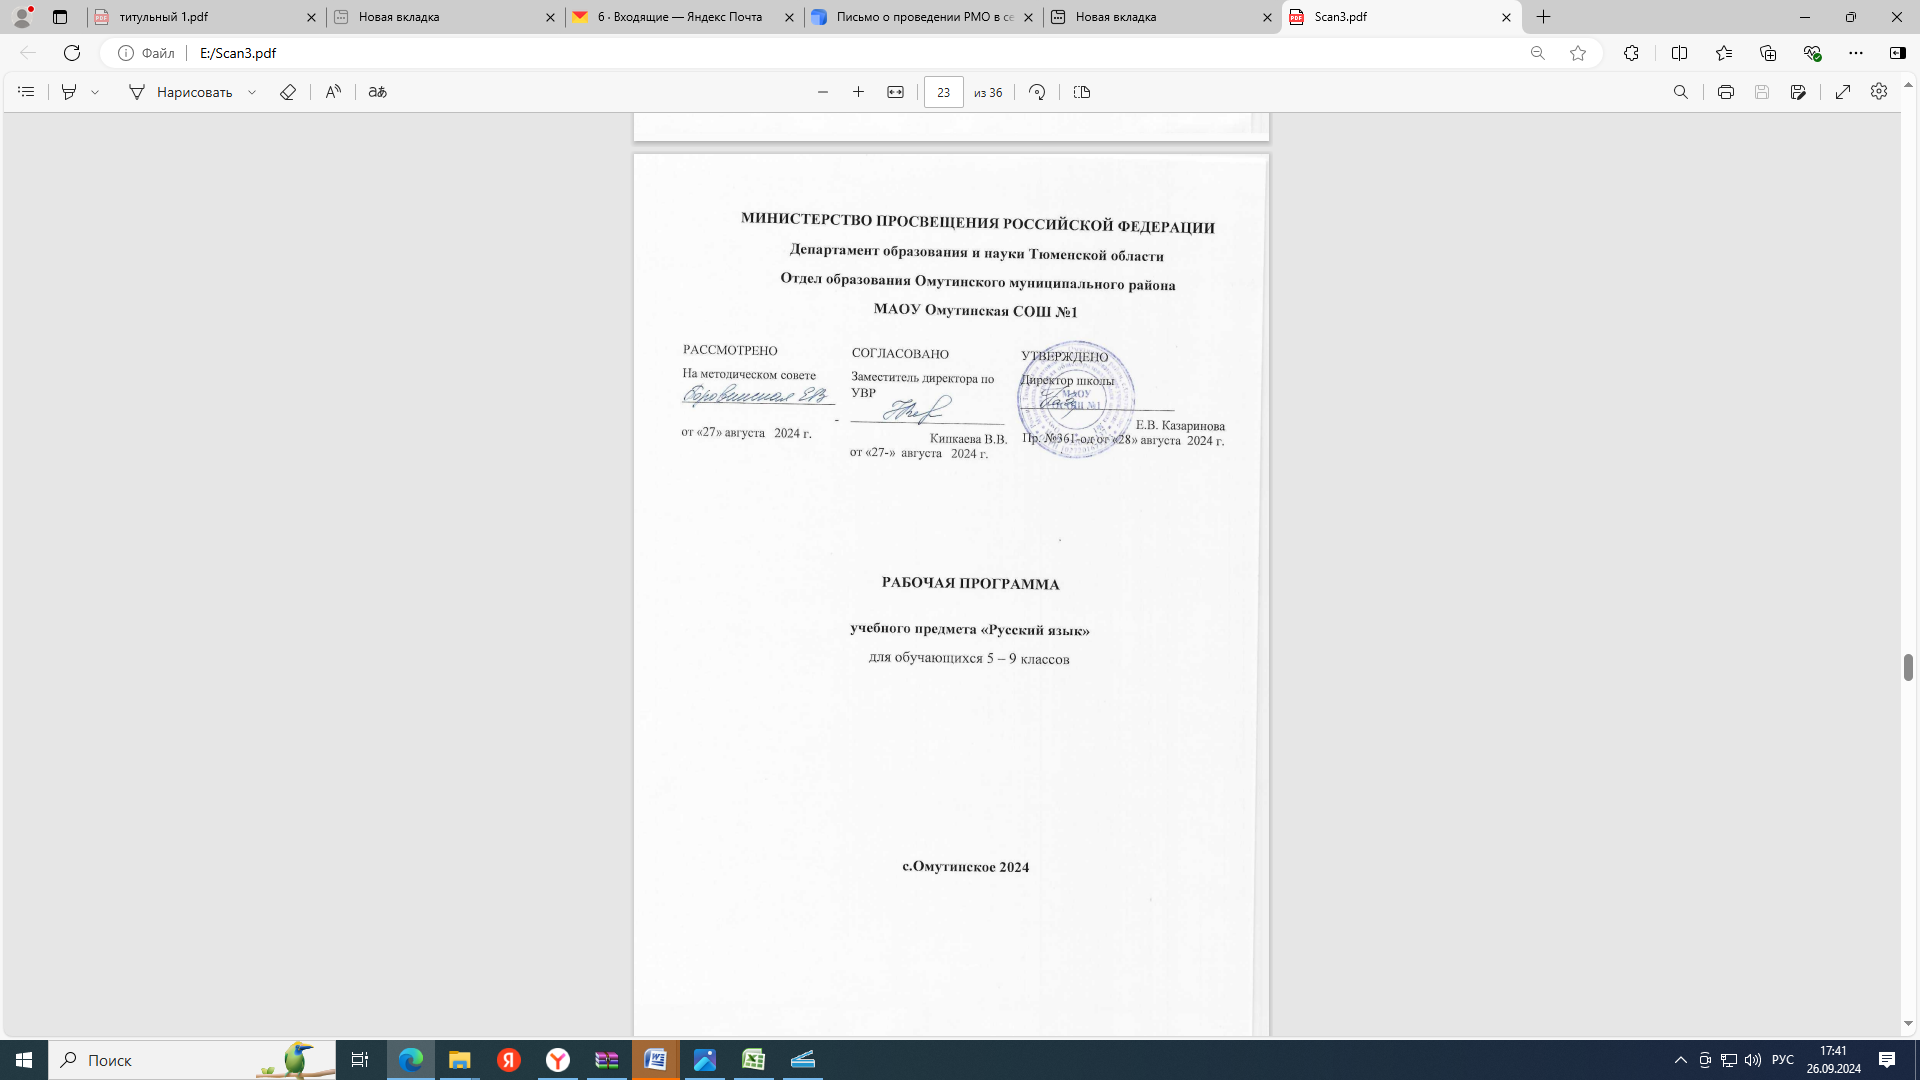 титульный 1.pdf
Новая вкладка
6 · Входящие — Яндекс Почта
Письмо о проведении РМО в се
Новая вкладка
Scan3.pdf
Файл
E:/Scan3.pdf
Нарисовать
аあ
23
из 36
МИНИСТЕРСТВО ПРОСВЕЩЕНИЯ РОССИЙСКОЙ ФЕДЕРАЦИИ
Департамент образования и науки Тюменской области
Отдел образования Омутинского муниципального района
МАОУ Омутинская СОШ №1
РАССМОТРЕНО
На методическом совете
от «27» августа 2024 г.
СОГЛАСОВАНО
Заместитель директора по
УВР
Кипкаева В.В.
от «27-» августа 2024 г.
УТВЕРЖДЕНО
Директор школы
МАОУ
Е.В. Казаринова
Пр. №361-од от «28» августа 2024 г.
РАБОЧАЯ ПРОГРАММА
учебного предмета «Русский язык»
для обучающихся 5 – 9 классов
с.Омутинское 2024
Поиск
РУС
17:41
26.09.2024